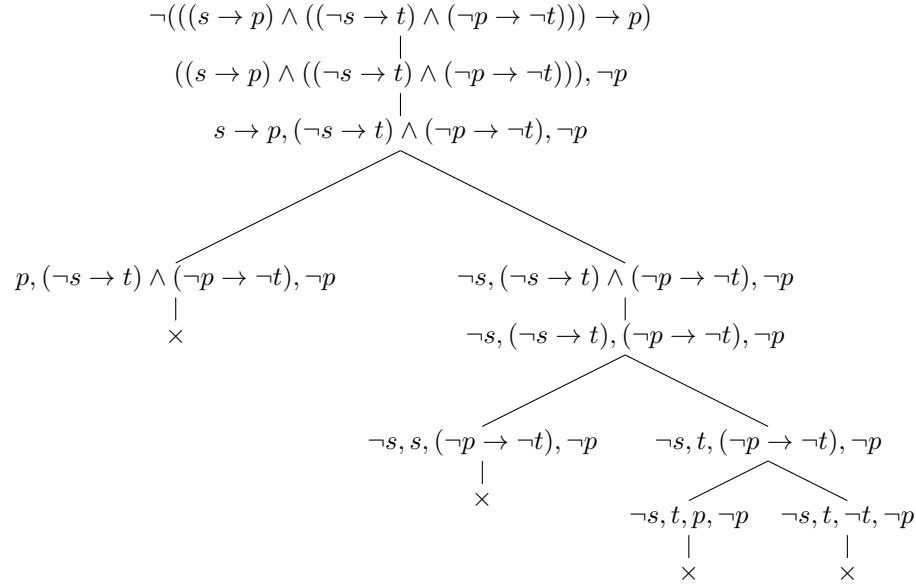 ¬(((s → p) ∧ ((¬s → t) ∧ (¬p → ¬t))) → p)
((s → p) ∧ ((¬s → t) ∧ (¬p → ¬t))), ¬p
s → p, (¬s → t) ∧ (¬p → ¬t), ¬p
p, (¬s → t) ∧ (¬p → ¬t), ¬p
¬s, (¬s → t) ∧ (¬p → ¬t), ¬p
×
¬s, (¬s → t), (¬p → ¬t), ¬p
¬s, s, (¬p → ¬t), ¬p
¬s, t, (¬p → ¬t), ¬p
×
¬s, t, p, ¬p
¬s, t, ¬t, ¬p
×
×